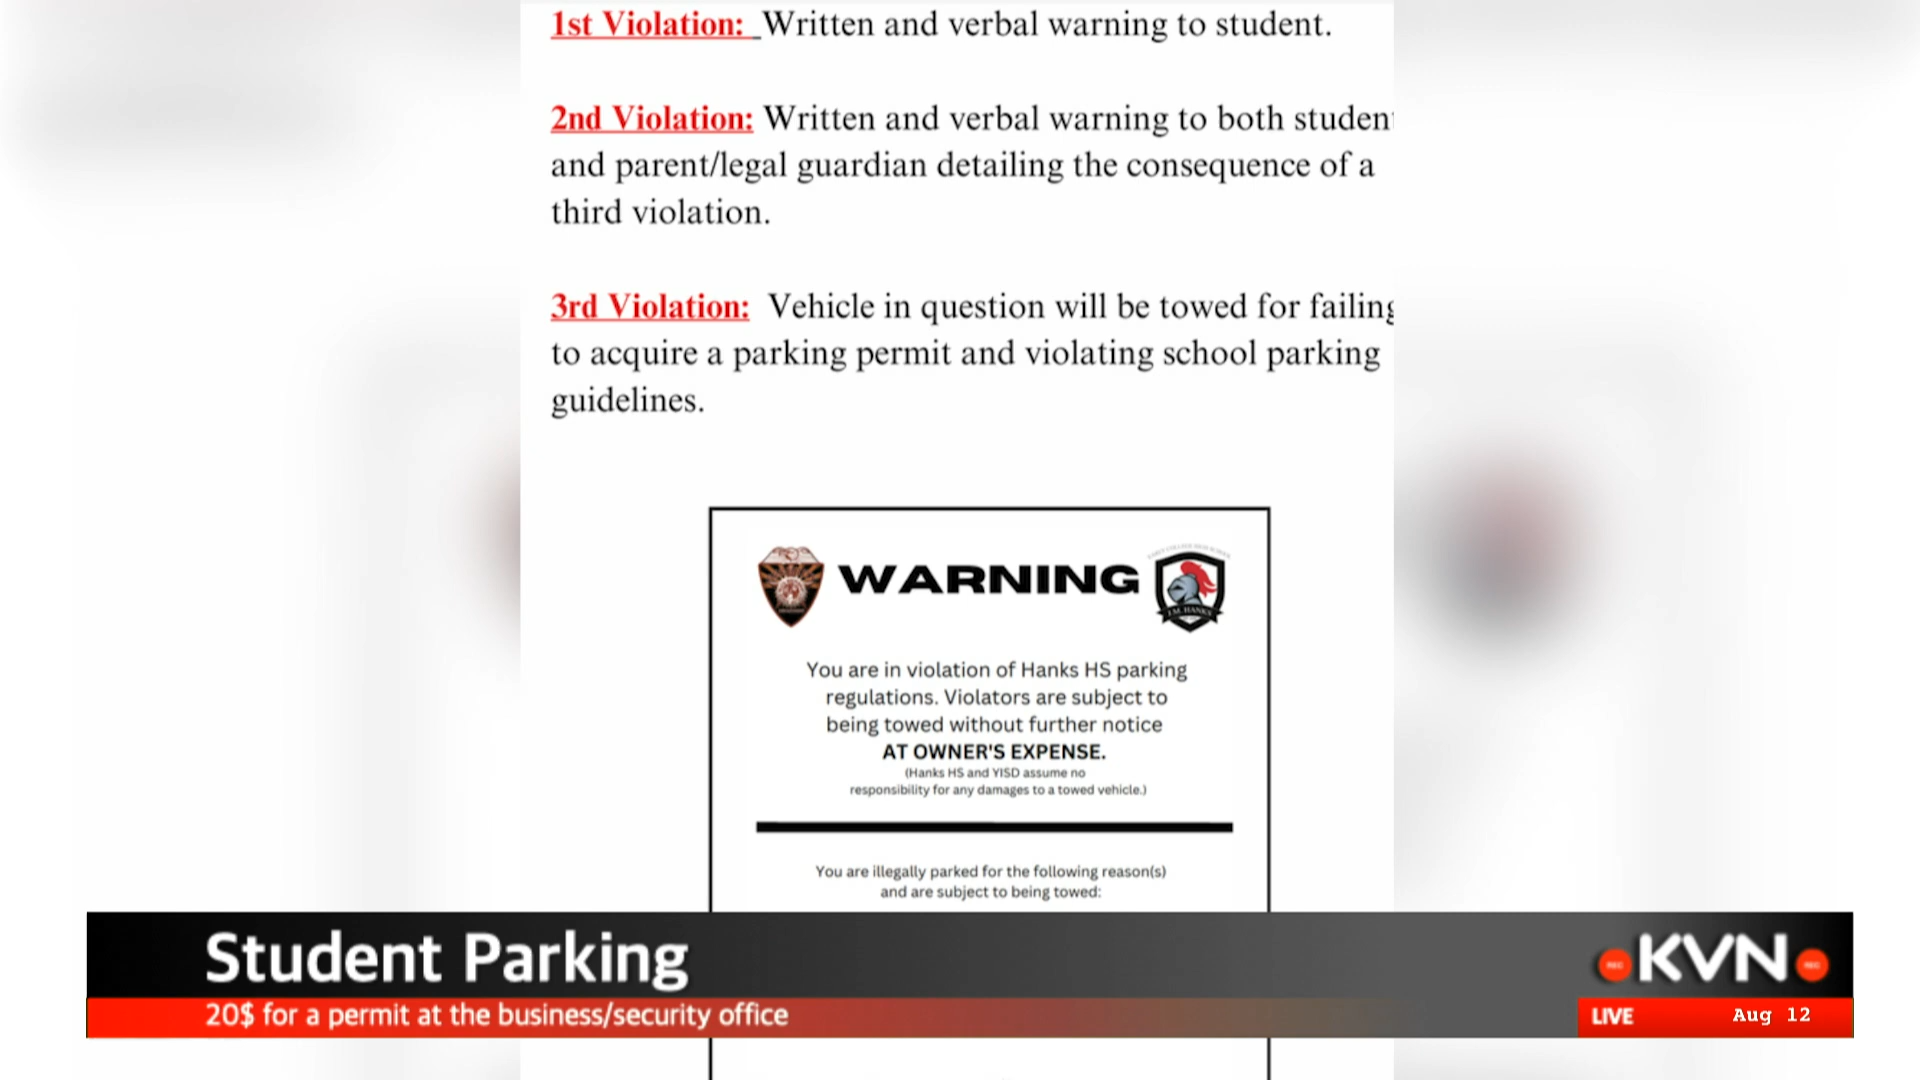 1st Violation: Written and verbal warning to student.
2nd Violation: Written and verbal warning to both student
and parent/legal guardian detailing the consequence of a
third violation.
3rd Violation: Vehicle in question will be towed for failing
to acquire a parking permit and violating school parking
guidelines.
WARNING
J.M. HANKS
You are in violation of Hanks HS parking
regulations. Violators are subject to
being towed without further notice
AT OWNER'S EXPENSE.
(Hanks HS and YISD assume no
responsibility for any damages to a towed vehicle.)
You are illegally parked for the following reason(s)
and are subject to being towed:
Student Parking
REC KVN REC
20$ for a permit at the business/security office
LIVE Aug 12